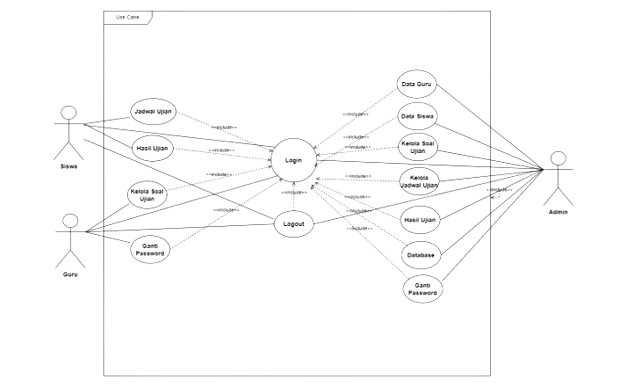 Use Case
Data Guru
<<include>>
Jadwal Ujian
Data Siswa
<<include>>
<<include>>
Siswa
Hasil Ujian
<<include>>
Login
<<include>>
Kelola Soal
Ujian
Kelola Soal
Ujian
<<include>>
<<include>>
<<include>>
Kelola
Jadwal Ujian
<<include>>
<<include>>
Admin
<<include>>
<<include>>
Logout
<<include>>
Hasil Ujian
Guru
Ganti
Password
Database
Ganti
Password